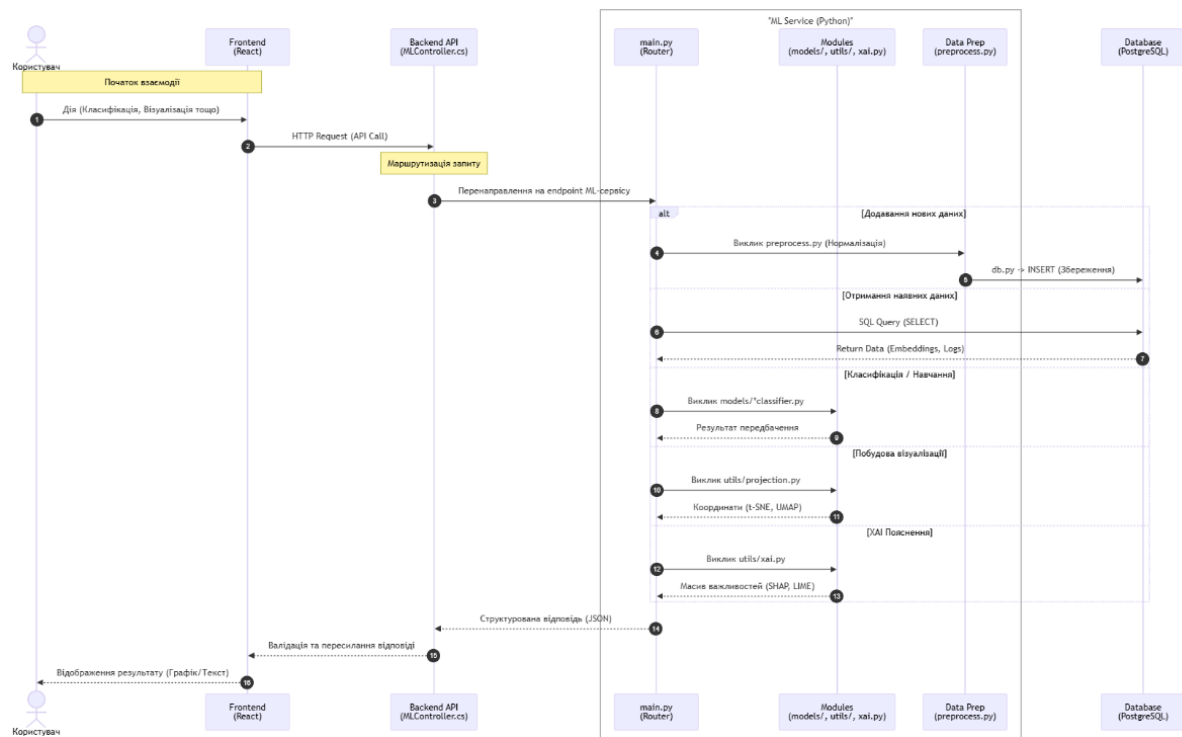 "ML Service (Python)"
Користувач
Frontend
(React)
Backend API
(MLController.cs)
main.py
(Router)
Modules
(models/, utils/, xai.py)
Data Prep
(preprocess.py)
Database
(PostgreSQL)
Початок взаємодії
1
Дія (Класифікація, Візуалізація тощо)
2
HTTP Request (API Call)
Маршрутизація запиту
3
Перенаправлення на endpoint ML-сервісу
alt
[Додавання нових даних]
4
Виклик preprocess.py (Нормалізація)
5
db.py -> INSERT (Збереження)
[Отримання наявних даних]
6
SQL Query (SELECT)
Return Data (Embeddings, Logs)
7
[Класифікація / Навчання]
8
Виклик models/*classifier.py
Результат передбачення
9
[Побудова візуалізації]
10
Виклик utils/projection.py
Координати (t-SNE, UMAP)
11
[XAI Пояснення]
12
Виклик utils/xai.py
Масив важливостей (SHAP, LIME)
13
Структурована відповідь (JSON)
14
Валідація та пересилання відповіді
15
Відображення результату (Графік/Текст)
16
Користувач
Frontend
(React)
Backend API
(MLController.cs)
main.py
(Router)
Modules
(models/, utils/, xai.py)
Data Prep
(preprocess.py)
Database
(PostgreSQL)